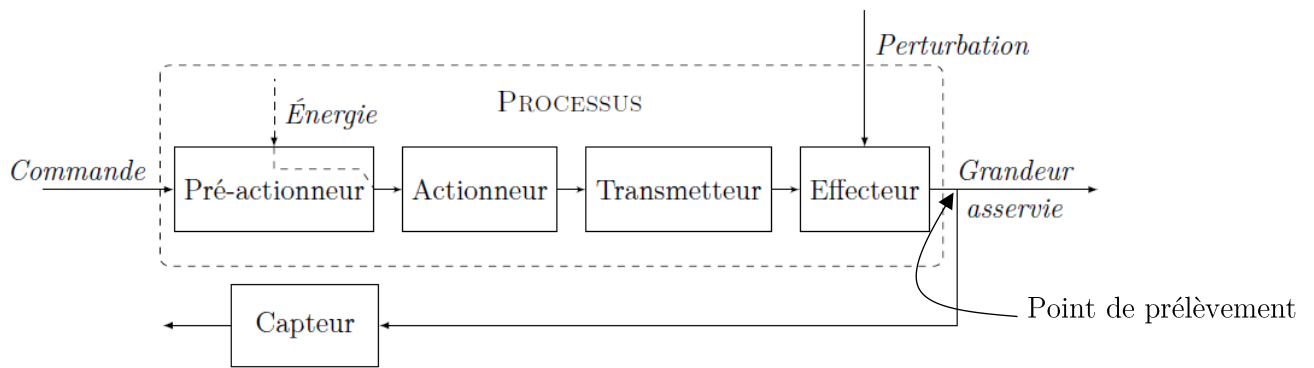 Perturbation
PROCESSUS
Énergie
Commande
Pré-actionneur
Actionneur
Transmetteur
Effecteur
Grandeur
asservie
Point de prélèvement
Capteur